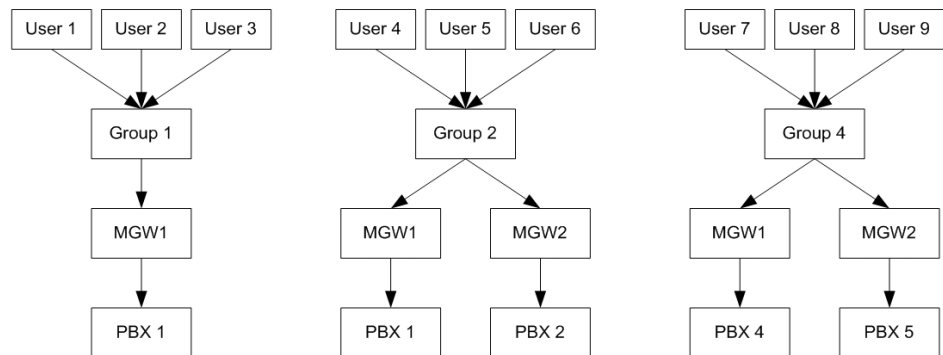 User 1
User 2
User 3
User 4
User 5
User 6
User 7
User 8
User 9
Group 1
Group 2
Group 4
MGW1
MGW1
MGW2
MGW1
MGW2
PBX 1
PBX 1
PBX 2
PBX 4
PBX 5